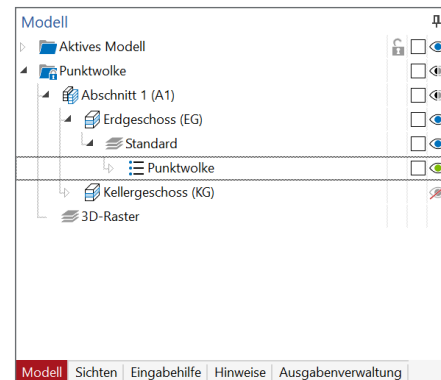 Modell
Aktives Modell
Punktwolke
Abschnitt 1 (A1)
Erdgeschoss (EG)
Standard
Punktwolke
Kellergeschoss (KG)
3D-Raster
Modell Sichten Eingabehilfe Hinweise Ausgabenverwaltung